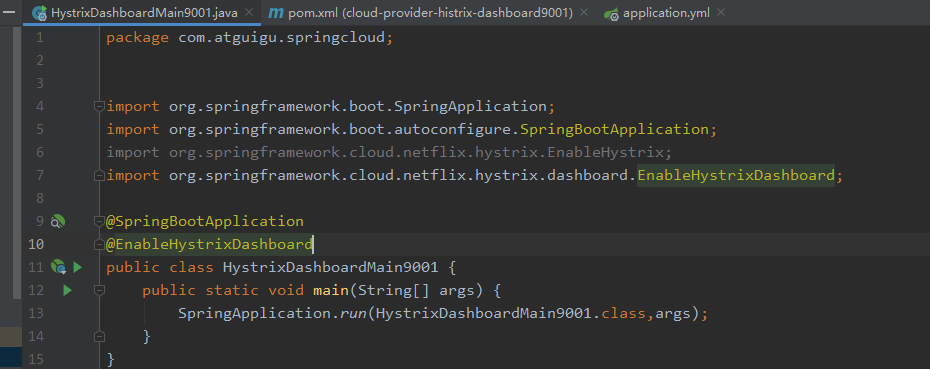 HystrixDashboardMain9001.java × pom.xml (cloud-provider-histrix-dashboard9001) × application.yml ×
1 package com.atguigu.springcloud;
2
3
4 import org.springframework.boot.SpringApplication;
5 import org.springframework.boot.autoconfigure.SpringBootApplication;
6 import org.springframework.cloud.netflix.hystrix.EnableHystrix;
7 import org.springframework.cloud.netflix.hystrix.dashboard.EnableHystrixDashboard;
8
9 @SpringBootApplication
10 @EnableHystrixDashboard
11 public class HystrixDashboardMain9001 {
12 public static void main(String[] args) {
13 SpringApplication.run(HystrixDashboardMain9001.class,args);
14 }
15 }